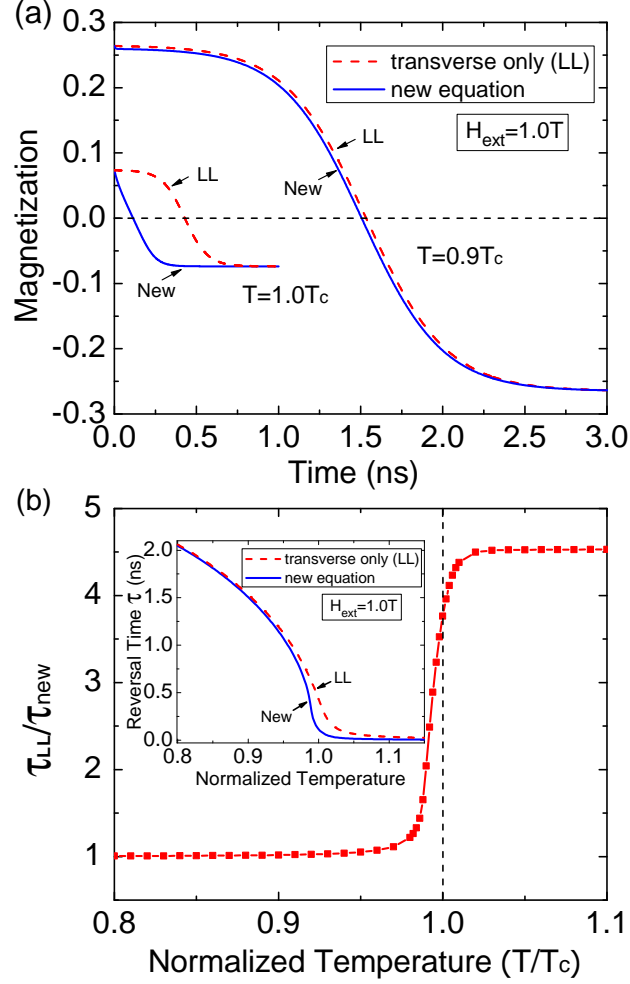 (a)
0.3
0.2
0.1
0.0
-0.1
-0.2
-0.3
Magnetization
transverse only (LL)
new equation
H_ext=1.0T
LL
New
LL
New
T=0.9Tc
T=1.0Tc
0.0 0.5 1.0 1.5 2.0 2.5 3.0
Time (ns)
(b)
5
4
3
2
1
τLL/τnew
2.0
1.5
1.0
0.5
0.0
Reversal Time τ (ns)
transverse only (LL)
new equation
H_ext=1.0T
LL
New
0.8 0.9 1.0 1.1
Normalized Temperature
0.8 0.9 1.0 1.1
Normalized Temperature (T/Tc)